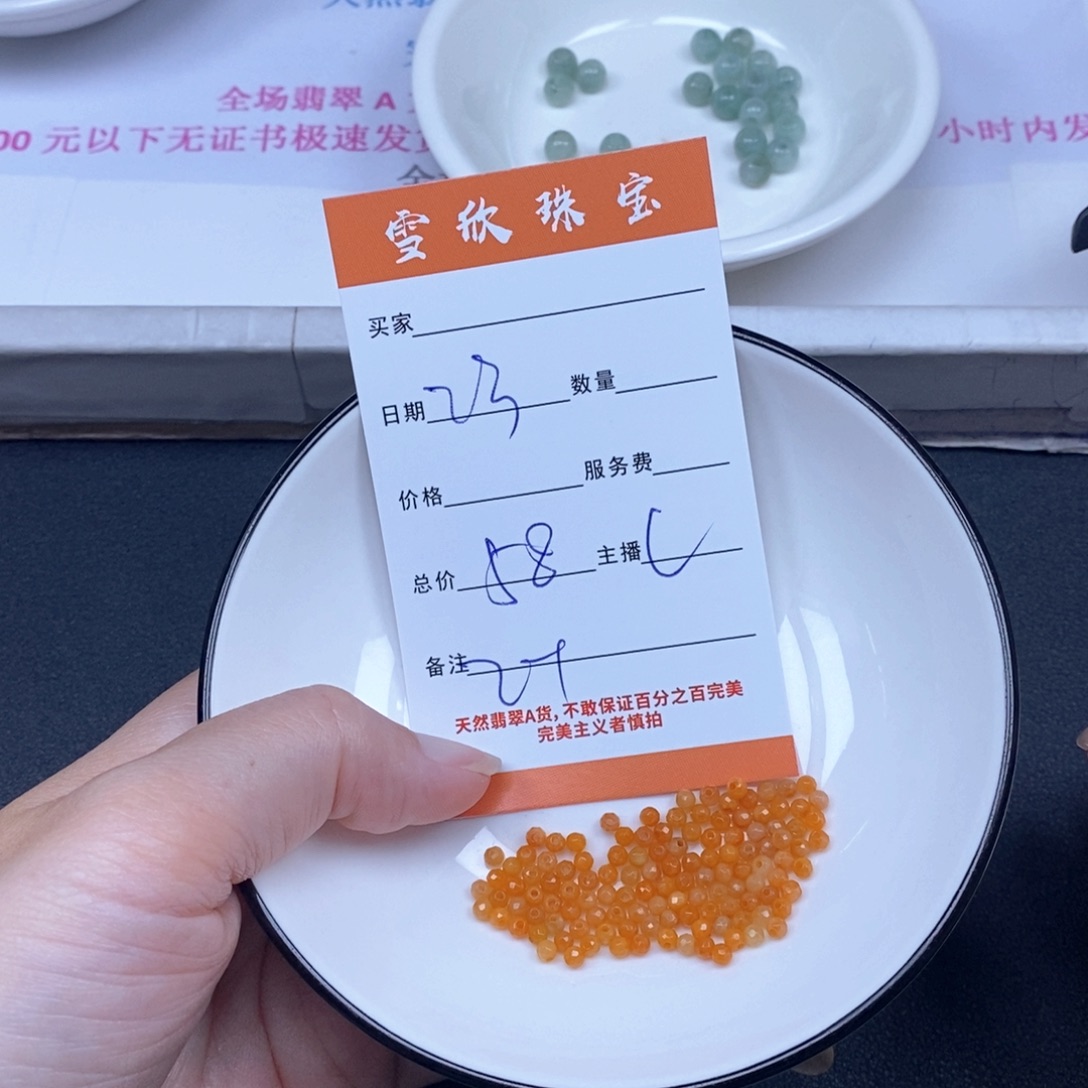 全场翡翠 A
00 元以下无证书极速发货
小时内发
雪欣珠宝
买家
日期 23 数量
价格 服务费
总价 58 主播 L
备注
天然翡翠A货,不敢保证百分之百完美
完美主义者慎拍